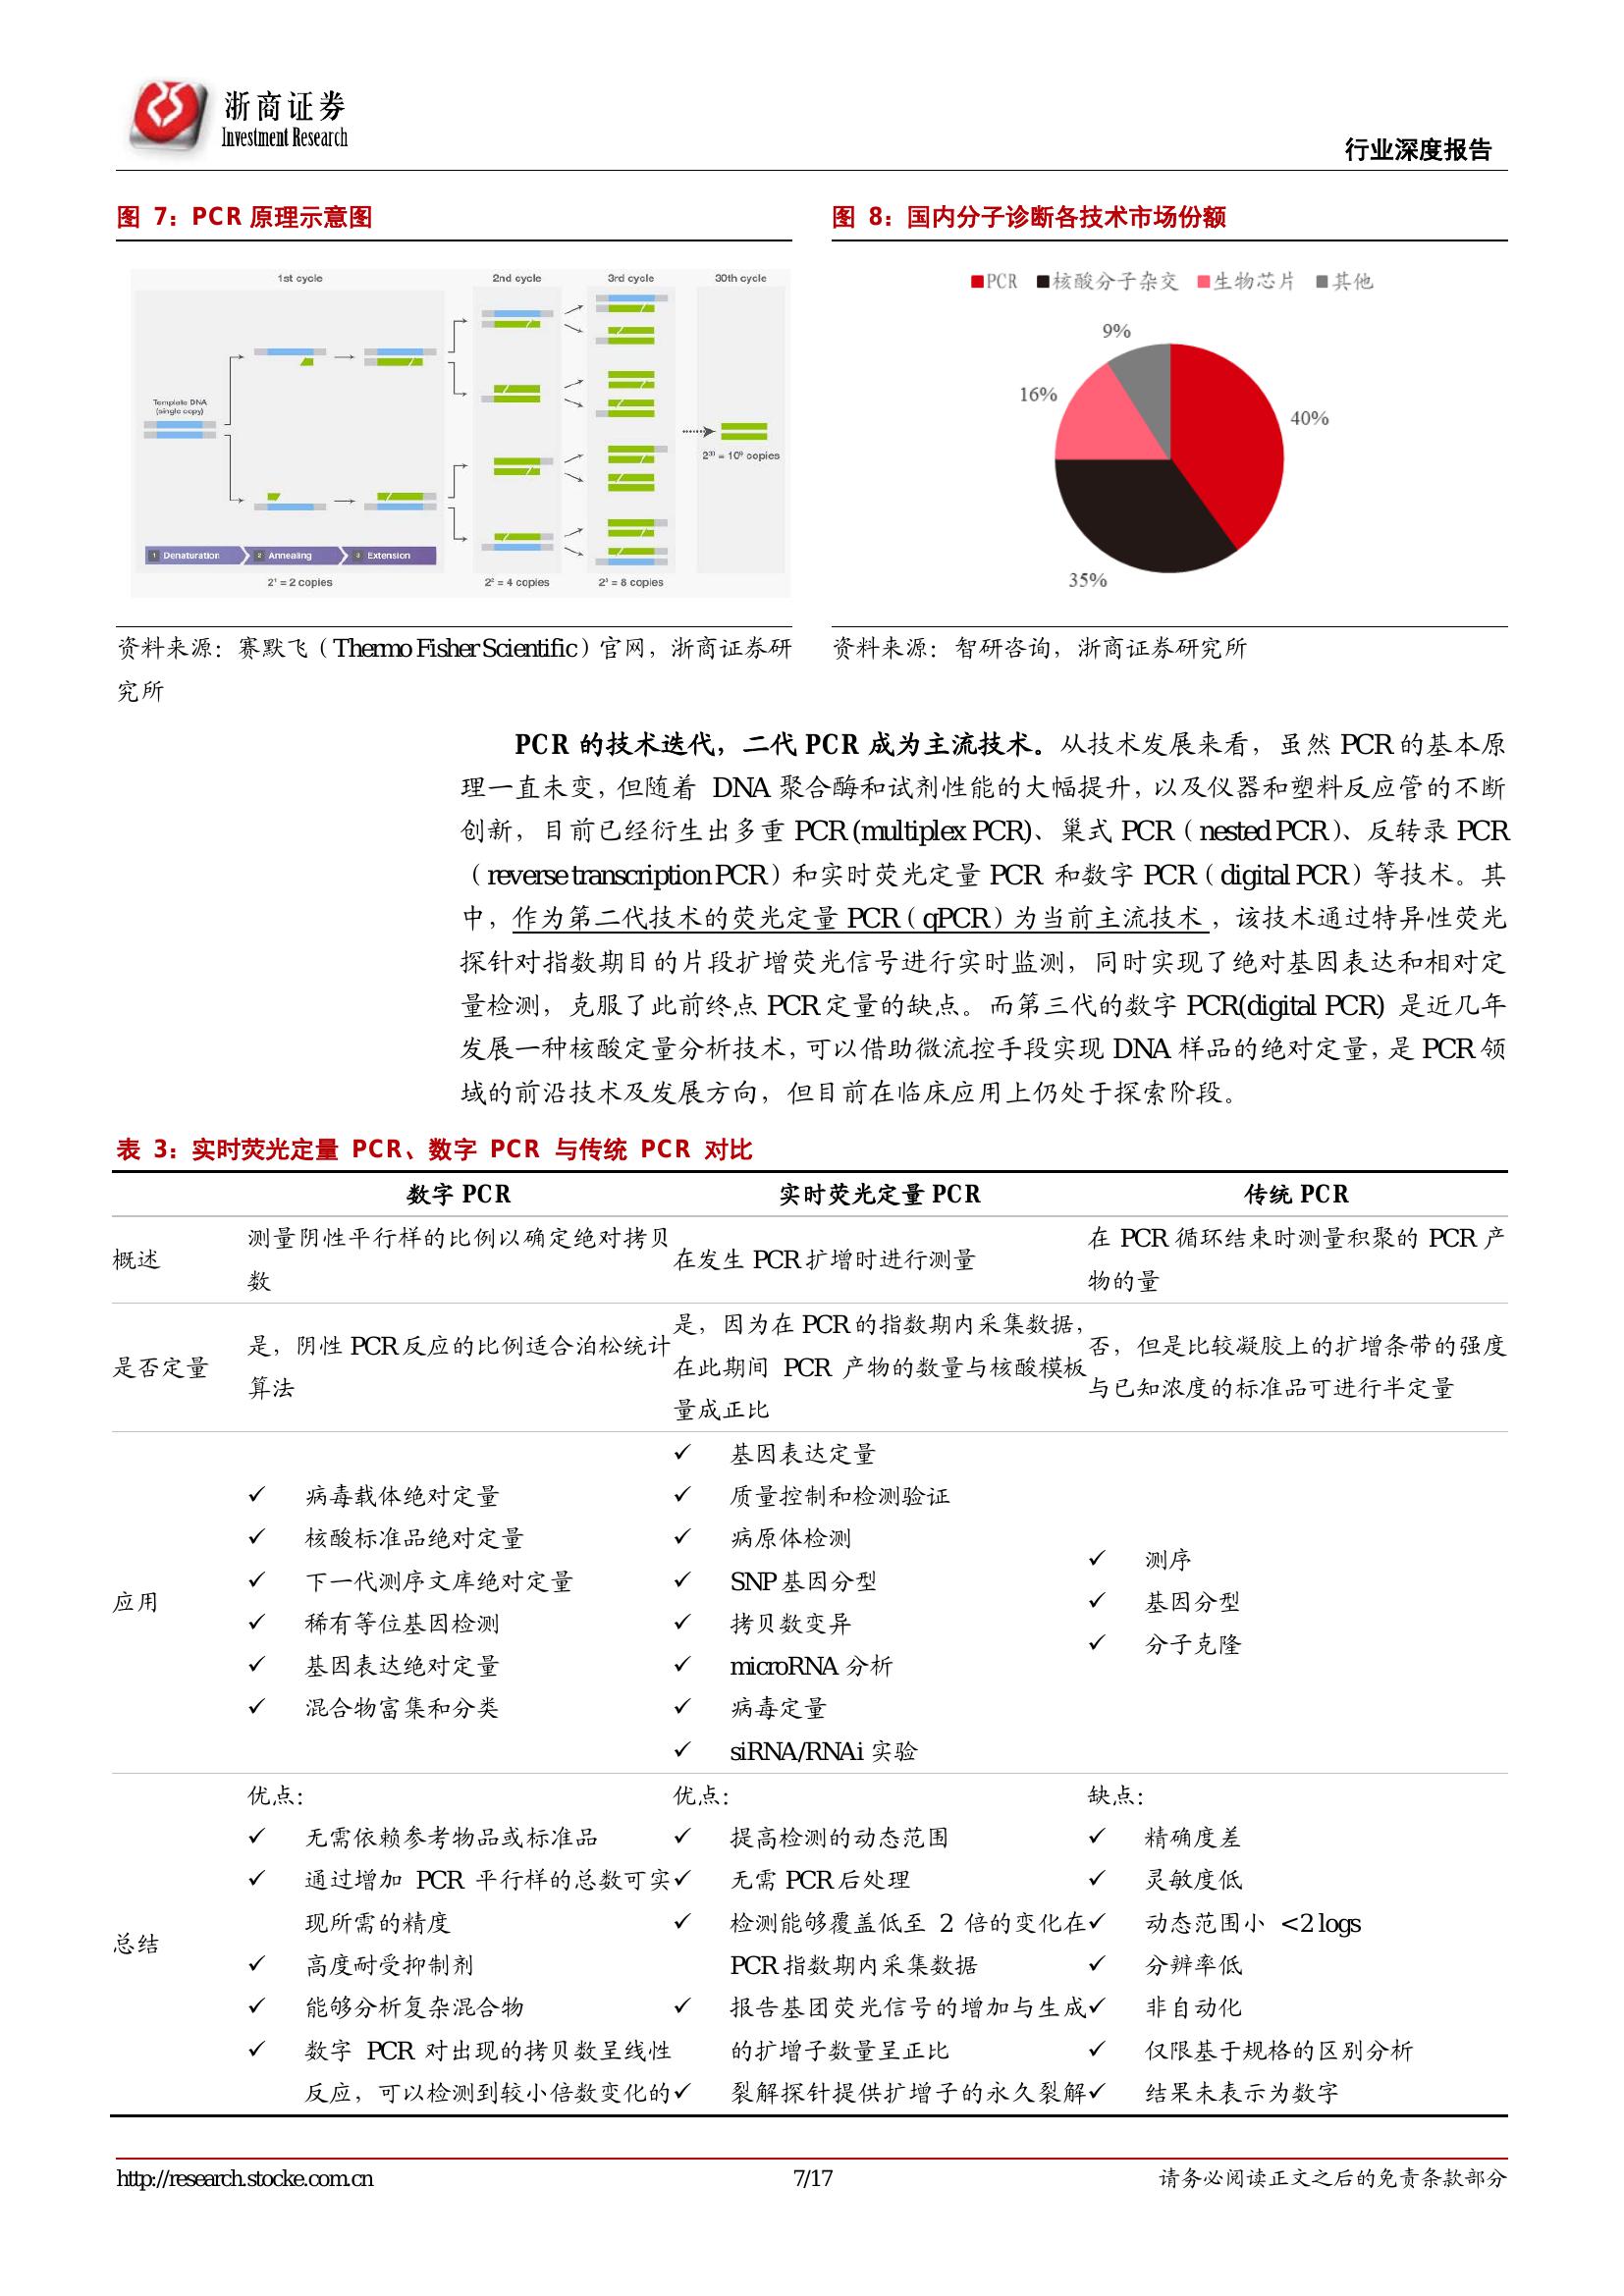 浙商证券
Investment Research
行业深度报告
图 7：PCR 原理示意图
1st cycle
2nd cycle
3rd cycle
30th cycle
Template DNA
(single copy)
2³⁰ = 10⁹ copies
1 Denaturation
2 Annealing
3 Extension
2¹ = 2 copies
2² = 4 copies
2³ = 8 copies
资料来源：赛默飞（Thermo Fisher Scientific）官网，浙商证券研
究所
图 8：国内分子诊断各技术市场份额
PCR 核酸分子杂交 生物芯片 其他
9%
16%
40%
35%
资料来源：智研咨询，浙商证券研究所
PCR 的技术迭代，二代 PCR 成为主流技术。从技术发展来看，虽然 PCR 的基本原
理一直未变，但随着 DNA 聚合酶和试剂性能的大幅提升，以及仪器和塑料反应管的不断
创新，目前已经衍生出多重 PCR (multiplex PCR)、巢式 PCR（nested PCR）、反转录 PCR
（reverse transcription PCR）和实时荧光定量 PCR 和数字 PCR（digital PCR）等技术。其
中，作为第二代技术的荧光定量 PCR（qPCR）为当前主流技术，该技术通过特异性荧光
探针对指数期目的片段扩增荧光信号进行实时监测，同时实现了绝对基因表达和相对定
量检测，克服了此前终点 PCR 定量的缺点。而第三代的数字 PCR(digital PCR) 是近几年
发展一种核酸定量分析技术，可以借助微流控手段实现 DNA 样品的绝对定量，是 PCR 领
域的前沿技术及发展方向，但目前在临床应用上仍处于探索阶段。
表 3：实时荧光定量 PCR、数字 PCR 与传统 PCR 对比
数字 PCR
实时荧光定量 PCR
传统 PCR
概述
测量阴性平行样的比例以确定绝对拷贝
数
在发生 PCR 扩增时进行测量
在 PCR 循环结束时测量积聚的 PCR 产
物的量
是否定量
是，阴性 PCR 反应的比例适合泊松统计
算法
是，因为在 PCR 的指数期内采集数据，
在此期间 PCR 产物的数量与核酸模板
量成正比
否，但是比较凝胶上的扩增条带的强度
与已知浓度的标准品可进行半定量
应用
✓ 病毒载体绝对定量
✓ 核酸标准品绝对定量
✓ 下一代测序文库绝对定量
✓ 稀有等位基因检测
✓ 基因表达绝对定量
✓ 混合物富集和分类
✓ 基因表达定量
✓ 质量控制和检测验证
✓ 病原体检测
✓ SNP 基因分型
✓ 拷贝数变异
✓ microRNA 分析
✓ 病毒定量
✓ siRNA/RNAi 实验
✓ 测序
✓ 基因分型
✓ 分子克隆
总结
优点：
✓ 无需依赖参考物品或标准品
✓ 通过增加 PCR 平行样的总数可实
现所需的精度
✓ 高度耐受抑制剂
✓ 能够分析复杂混合物
✓ 数字 PCR 对出现的拷贝数呈线性
反应，可以检测到较小倍数变化的
优点：
✓ 提高检测的动态范围
✓ 无需 PCR 后处理
✓ 检测能够覆盖低至 2 倍的变化在
PCR 指数期内采集数据
✓ 报告基团荧光信号的增加与生成
的扩增子数量呈正比
✓ 裂解探针提供扩增子的永久裂解
缺点：
✓ 精确度差
✓ 灵敏度低
✓ 动态范围小 <2 logs
✓ 分辨率低
✓ 非自动化
✓ 仅限基于规格的区别分析
✓ 结果未表示为数字
http://research.stocke.com.cn
7/17
请务必阅读正文之后的免责条款部分